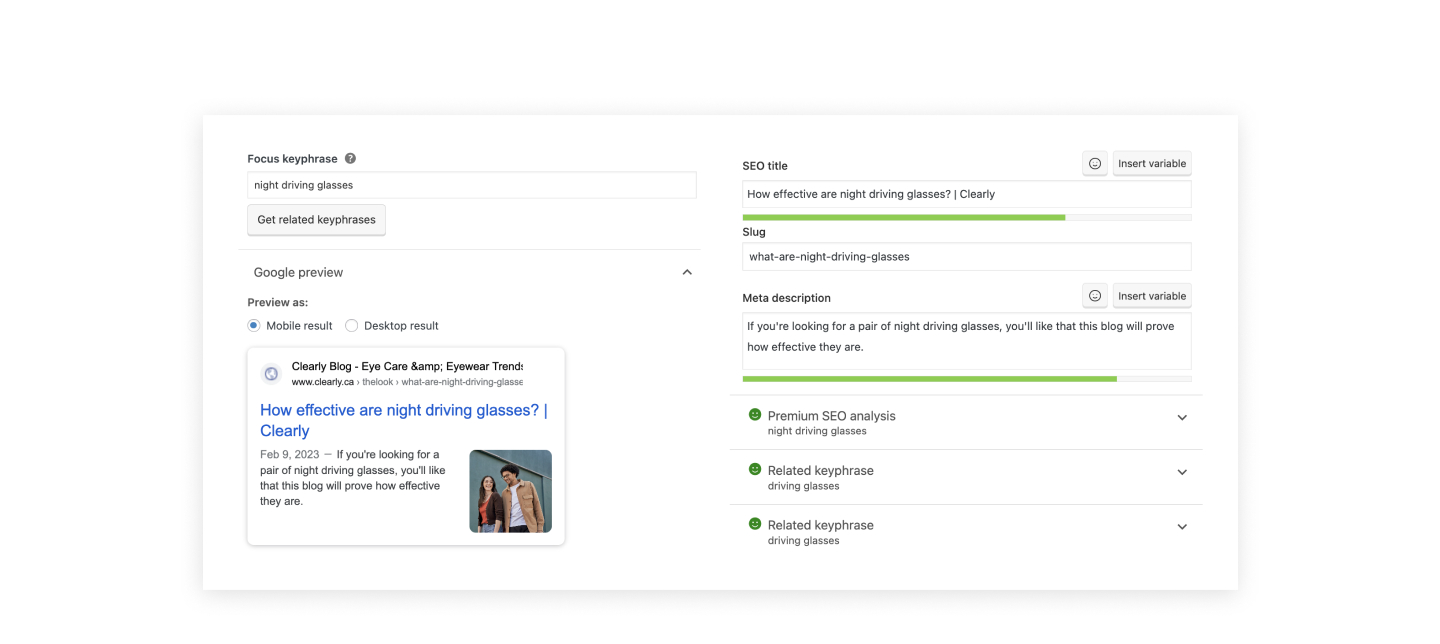 Focus keyphrase ?
night driving glasses
Get related keyphrases
Google preview
Preview as:
Mobile result Desktop result
Clearly Blog - Eye Care &amp; Eyewear Trends
www.clearly.ca › thelook › what-are-night-driving-glasse
How effective are night driving glasses? |
Clearly
Feb 9, 2023 — If you're looking for a
pair of night driving glasses, you'll like
that this blog will prove how effective
they are.
SEO title
Insert variable
How effective are night driving glasses? | Clearly
Slug
what-are-night-driving-glasses
Meta description
Insert variable
If you're looking for a pair of night driving glasses, you'll like that this blog will prove
how effective they are.
Premium SEO analysis
night driving glasses
Related keyphrase
driving glasses
Related keyphrase
driving glasses